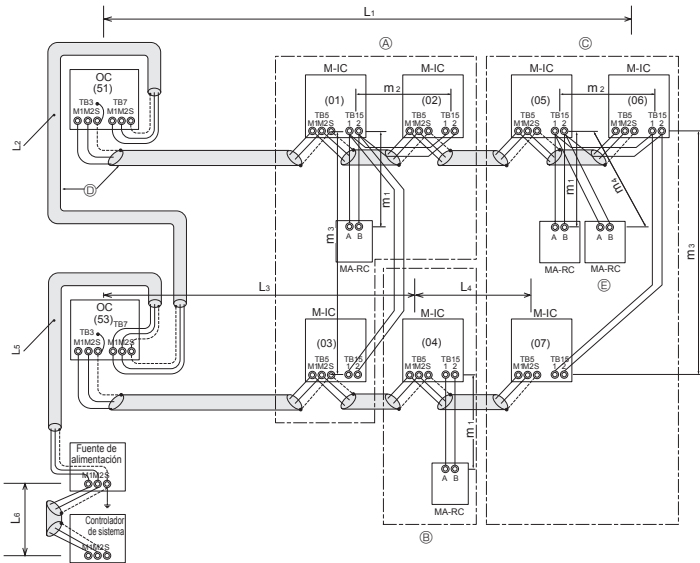 L1
Ⓐ
Ⓒ
OC
(51)
TB3
TB7
M1M2S
M1M2S
M-IC
(01)
TB5
M1M2S
TB15
1 2
m2
M-IC
(02)
TB5
M1M2S
TB15
1 2
M-IC
(05)
TB5
M1M2S
TB15
1 2
m2
M-IC
(06)
TB5
M1M2S
TB15
1 2
L2
Ⓓ
m1
m3
A B
MA-RC
m1
m4
A B
MA-RC
A B
MA-RC
Ⓔ
m3
L3
L4
L5
OC
(53)
TB3
TB7
M1M2S
M1M2S
M-IC
(03)
TB5
M1M2S
TB15
1 2
M-IC
(04)
TB5
M1M2S
TB15
1 2
M-IC
(07)
TB5
M1M2S
TB15
1 2
m1
A B
MA-RC
Ⓑ
Fuente de
alimentación
M1M2S
L6
Controlador
de sistema
M1M2S